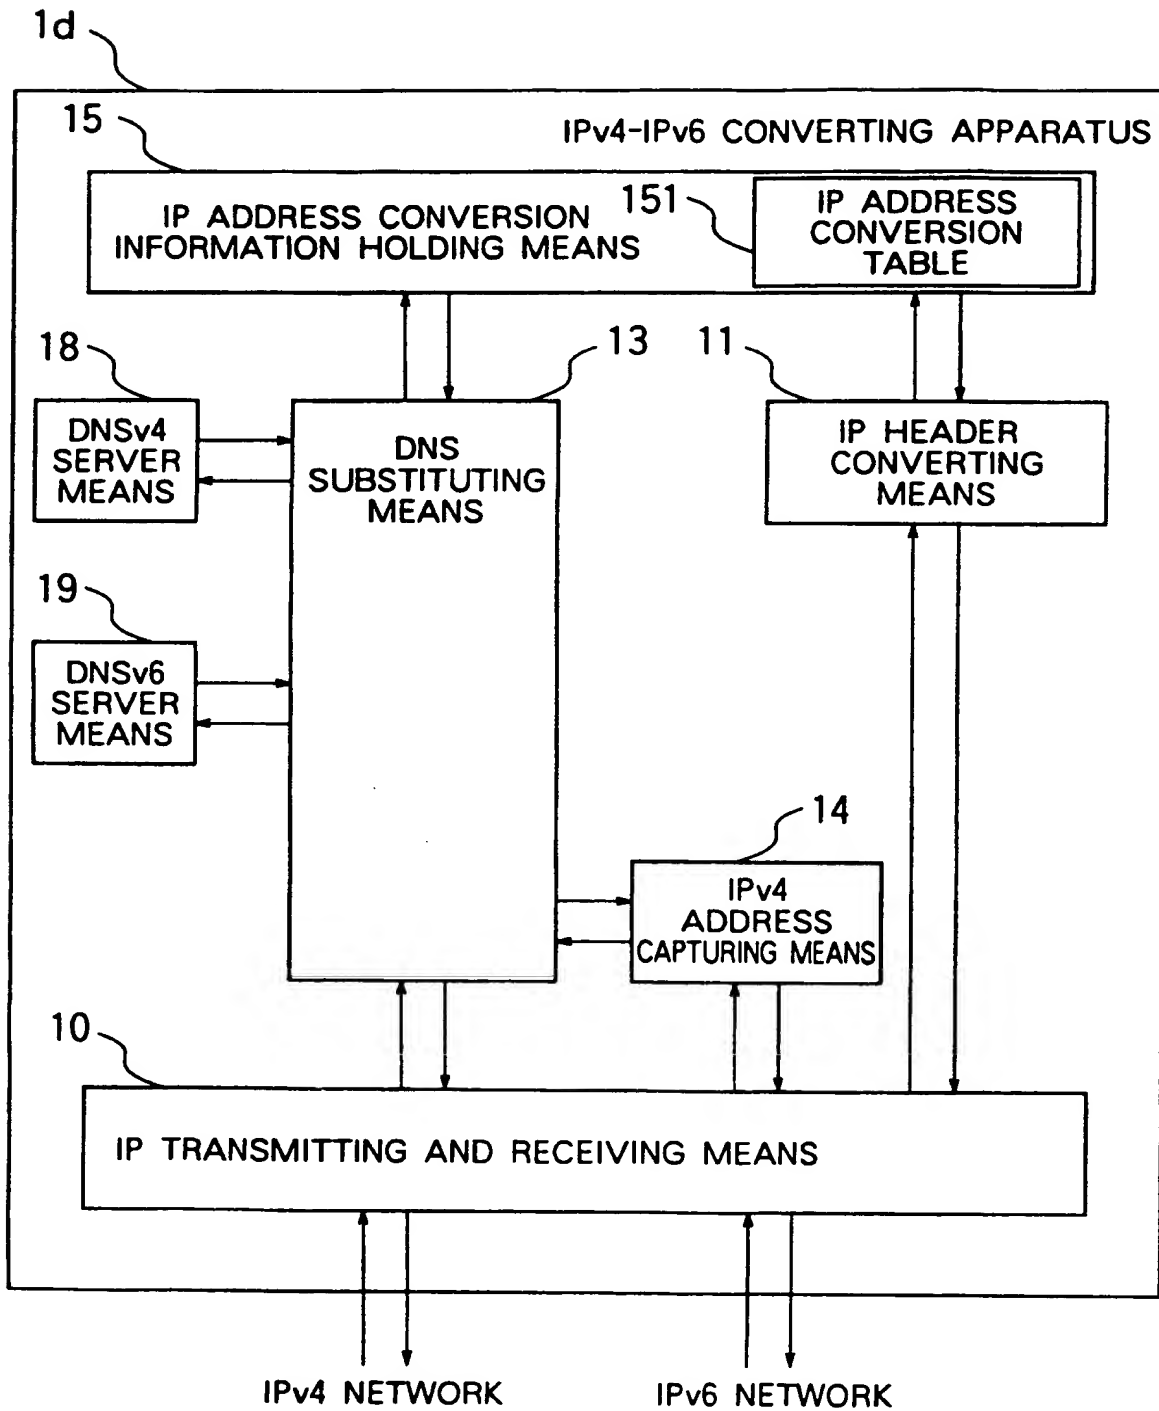 1d
15
IPv4-IPv6 CONVERTING APPARATUS
IP ADDRESS CONVERSION
INFORMATION HOLDING MEANS
151
IP ADDRESS
CONVERSION
TABLE
18
13
11
DNSv4
SERVER
MEANS
DNS
SUBSTITUTING
MEANS
IP HEADER
CONVERTING
MEANS
19
DNSv6
SERVER
MEANS
14
IPv4
ADDRESS
CAPTURING MEANS
10
IP TRANSMITTING AND RECEIVING MEANS
IPv4 NETWORK
IPv6 NETWORK